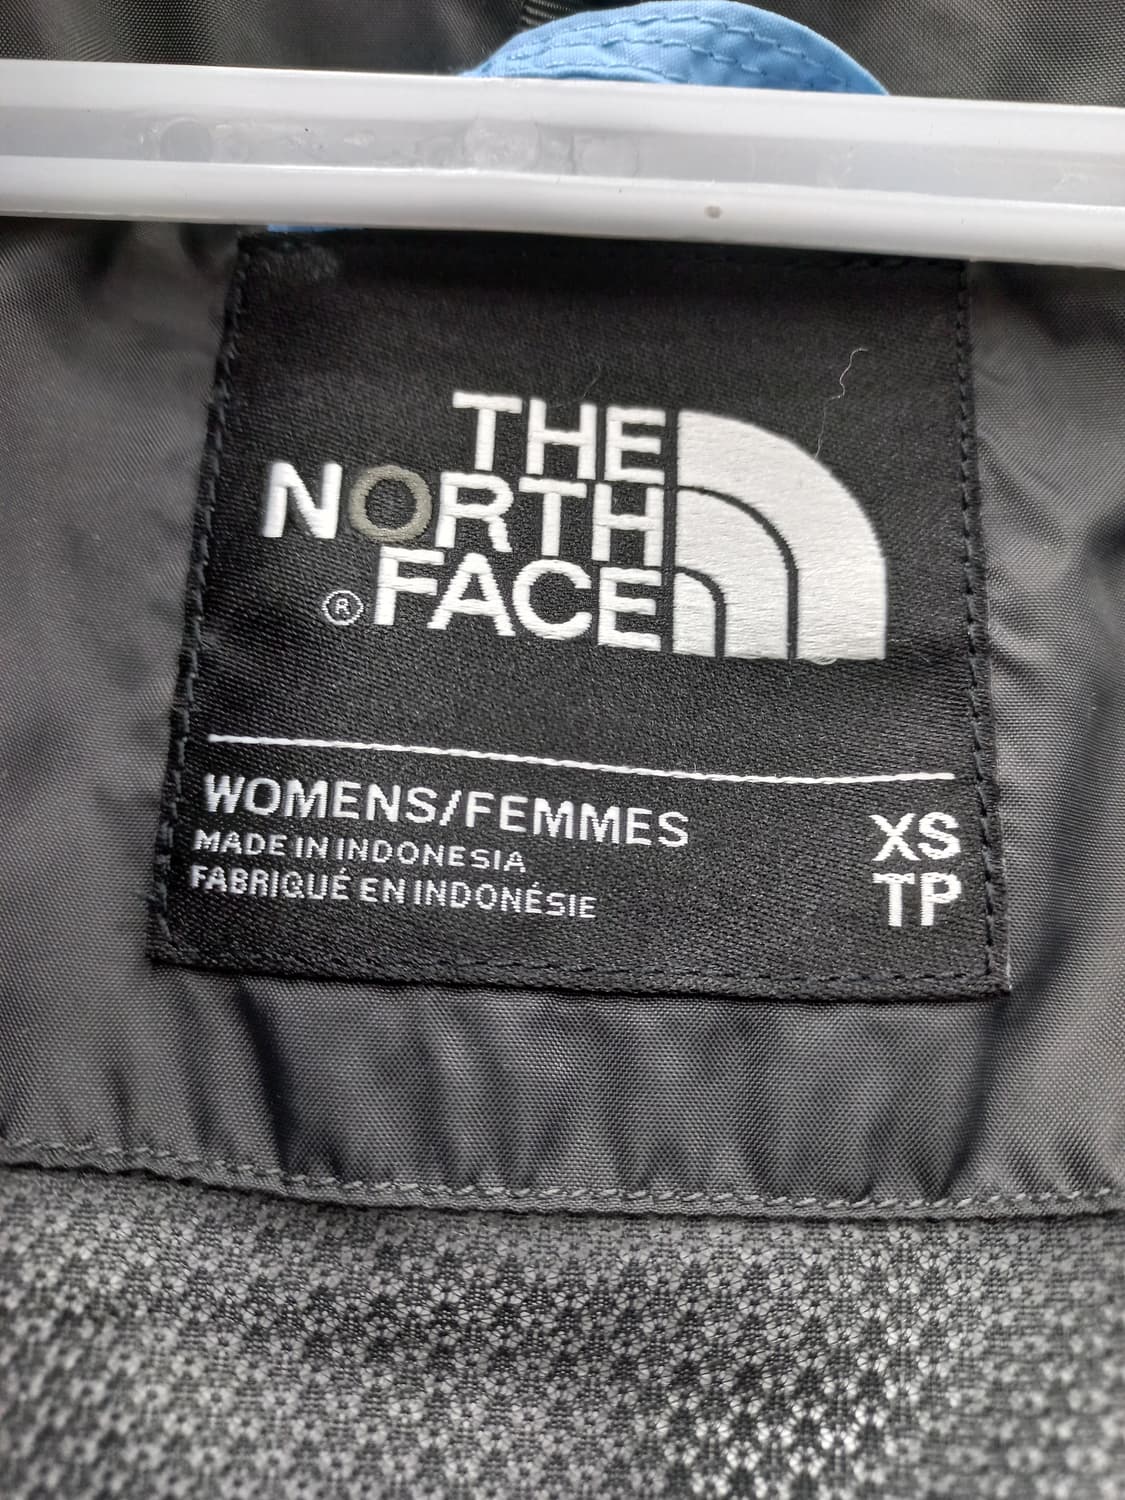 THE
NORTH
FACE
®
WOMENS/FEMMES
MADE IN INDONESIA
FABRIQUÉ EN INDONÉSIE
XS
TP